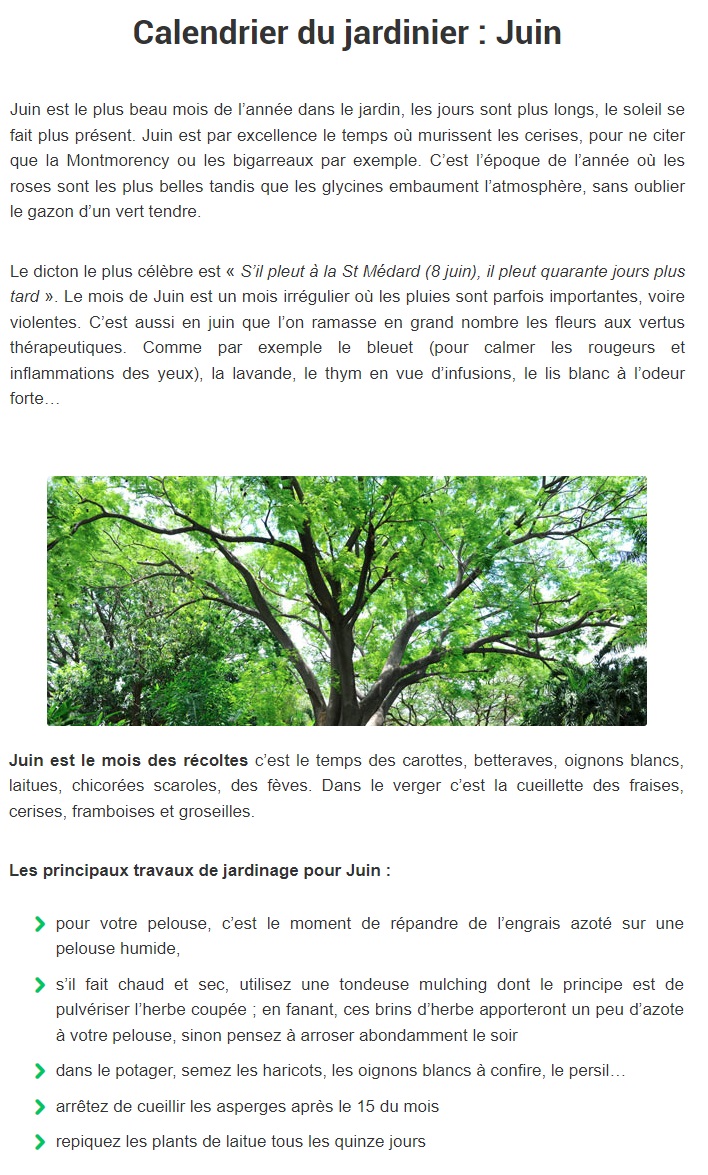 Calendrier du jardinier : Juin
Juin est le plus beau mois de l’année dans le jardin, les jours sont plus longs, le soleil se
fait plus présent. Juin est par excellence le temps où murissent les cerises, pour ne citer
que la Montmorency ou les bigarreaux par exemple. C’est l’époque de l’année où les
roses sont les plus belles tandis que les glycines embaument l’atmosphère, sans oublier
le gazon d’un vert tendre.
Le dicton le plus célèbre est « S’il pleut à la St Médard (8 juin), il pleut quarante jours plus
tard ». Le mois de Juin est un mois irrégulier où les pluies sont parfois importantes, voire
violentes. C’est aussi en juin que l’on ramasse en grand nombre les fleurs aux vertus
thérapeutiques. Comme par exemple le bleuet (pour calmer les rougeurs et
inflammations des yeux), la lavande, le thym en vue d’infusions, le lis blanc à l’odeur
forte…
Juin est le mois des récoltes c’est le temps des carottes, betteraves, oignons blancs,
laitues, chicorées scaroles, des fèves. Dans le verger c’est la cueillette des fraises,
cerises, framboises et groseilles.
Les principaux travaux de jardinage pour Juin :
pour votre pelouse, c’est le moment de répandre de l’engrais azoté sur une
pelouse humide,
s’il fait chaud et sec, utilisez une tondeuse mulching dont le principe est de
pulvériser l’herbe coupée ; en fanant, ces brins d’herbe apporteront un peu d’azote
à votre pelouse, sinon pensez à arroser abondamment le soir
dans le potager, semez les haricots, les oignons blancs à confire, le persil…
arrêtez de cueillir les asperges après le 15 du mois
repiquez les plants de laitue tous les quinze jours